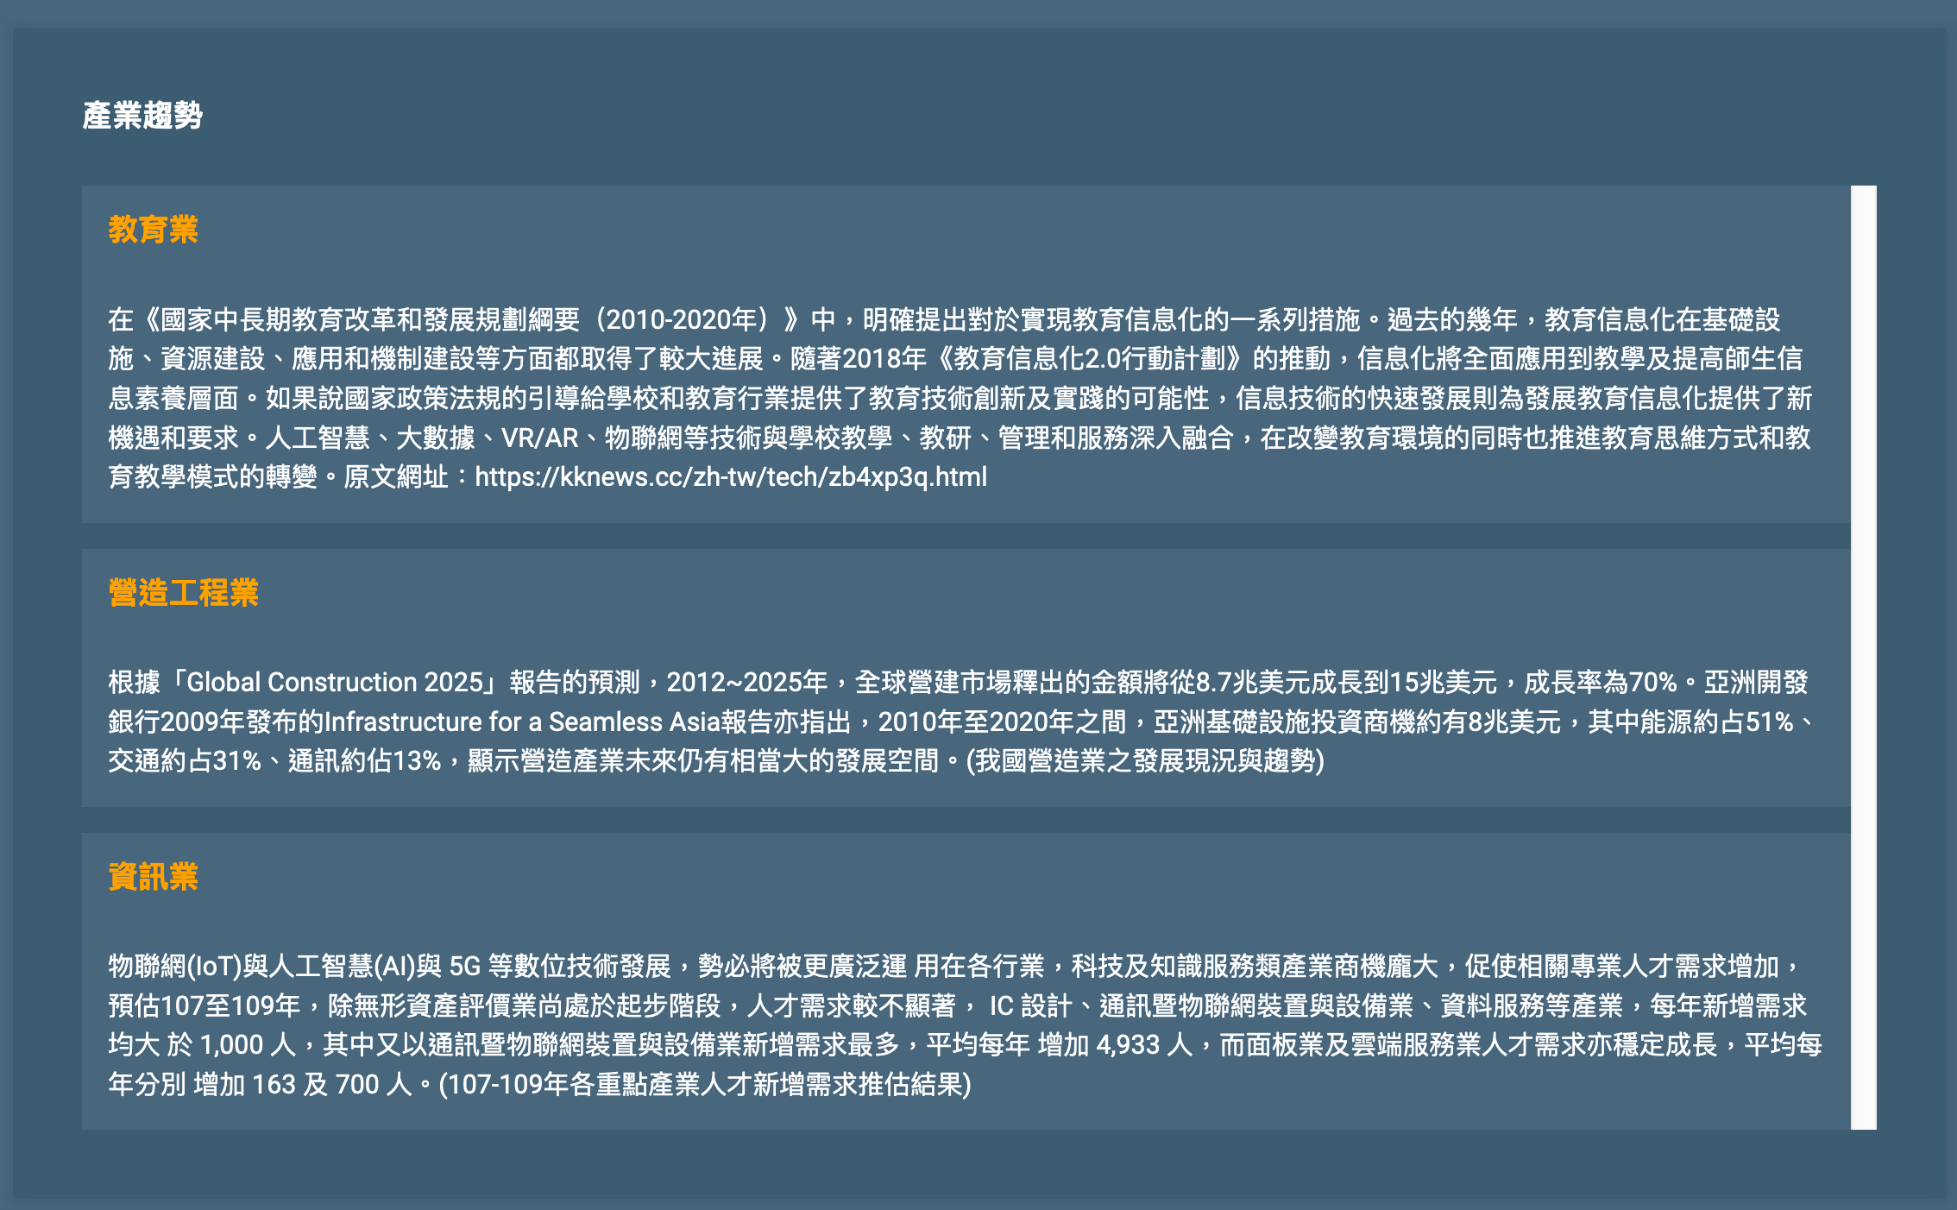 產業趨勢
教育業
在《國家中長期教育改革和發展規劃綱要（2010-2020年）》中，明確提出對於實現教育信息化的一系列措施。過去的幾年，教育信息化在基礎設
施、資源建設、應用和機制建設等方面都取得了較大進展。隨著2018年《教育信息化2.0行動計劃》的推動，信息化將全面應用到教學及提高師生信
息素養層面。如果說國家政策法規的引導給學校和教育行業提供了教育技術創新及實踐的可能性，信息技術的快速發展則為發展教育信息化提供了新
機遇和要求。人工智慧、大數據、VR/AR、物聯網等技術與學校教學、教研、管理和服務深入融合，在改變教育環境的同時也推進教育思維方式和教
育教學模式的轉變。原文網址：https://kknews.cc/zh-tw/tech/zb4xp3q.html
營造工程業
根據「Global Construction 2025」報告的預測，2012~2025年，全球營建市場釋出的金額將從8.7兆美元成長到15兆美元，成長率為70%。亞洲開發
銀行2009年發布的Infrastructure for a Seamless Asia報告亦指出，2010年至2020年之間，亞洲基礎設施投資商機約有8兆美元，其中能源約占51%、
交通約占31%、通訊約佔13%，顯示營造產業未來仍有相當大的發展空間。(我國營造業之發展現況與趨勢)
資訊業
物聯網(IoT)與人工智慧(AI)與 5G 等數位技術發展，勢必將被更廣泛運 用在各行業，科技及知識服務類產業商機龐大，促使相關專業人才需求增加，
預估107至109年，除無形資產評價業尚處於起步階段，人才需求較不顯著， IC 設計、通訊暨物聯網裝置與設備業、資料服務等產業，每年新增需求
均大 於 1,000 人，其中又以通訊暨物聯網裝置與設備業新增需求最多，平均每年 增加 4,933 人，而面板業及雲端服務業人才需求亦穩定成長，平均每
年分別 增加 163 及 700 人。(107-109年各重點產業人才新增需求推估結果)